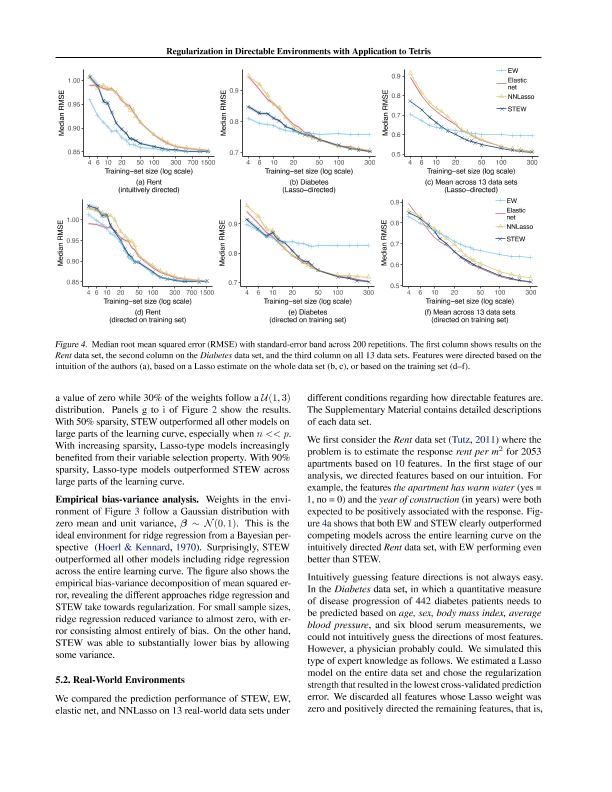 Regularization in Directable Environments with Application to Tetris
1.00
0.95
0.90
0.85
Median RMSE
4 6 10 20 50 100 300 700 1500
Training−set size (log scale)
(a) Rent
(intuitively directed)
0.9
0.8
0.7
Median RMSE
4 6 10 20 50 100 300
Training−set size (log scale)
(b) Diabetes
(Lasso−directed)
0.9
0.8
0.7
0.6
0.5
Median RMSE
4 6 10 20 50 100 300
Training−set size (log scale)
(c) Mean across 13 data sets
(Lasso−directed)
EW
Elastic
net
NNLasso
STEW
1.00
0.95
0.90
0.85
Median RMSE
4 6 10 20 50 100 300 700 1500
Training−set size (log scale)
(d) Rent
(directed on training set)
0.9
0.8
0.7
Median RMSE
4 6 10 20 50 100 300
Training−set size (log scale)
(e) Diabetes
(directed on training set)
0.9
0.8
0.7
0.6
0.5
Median RMSE
4 6 10 20 50 100 300
Training−set size (log scale)
(f) Mean across 13 data sets
(directed on training set)
EW
Elastic
net
NNLasso
STEW
Figure 4. Median root mean squared error (RMSE) with standard-error band across 200 repetitions. The first column shows results on the
Rent data set, the second column on the Diabetes data set, and the third column on all 13 data sets. Features were directed based on the
intuition of the authors (a), based on a Lasso estimate on the whole data set (b, c), or based on the training set (d–f).
a value of zero while 30% of the weights follow a U(1, 3)
distribution. Panels g to i of Figure 2 show the results.
With 50% sparsity, STEW outperformed all other models on
large parts of the learning curve, especially when n << p.
With increasing sparsity, Lasso-type models increasingly
benefited from their variable selection property. With 90%
sparsity, Lasso-type models outperformed STEW across
large parts of the learning curve.
Empirical bias-variance analysis. Weights in the envi-
ronment of Figure 3 follow a Gaussian distribution with
zero mean and unit variance, β ∼ N(0, 1). This is the
ideal environment for ridge regression from a Bayesian per-
spective (Hoerl & Kennard, 1970). Surprisingly, STEW
outperformed all other models including ridge regression
across the entire learning curve. The figure also shows the
empirical bias-variance decomposition of mean squared er-
ror, revealing the different approaches ridge regression and
STEW take towards regularization. For small sample sizes,
ridge regression reduced variance to almost zero, with er-
ror consisting almost entirely of bias. On the other hand,
STEW was able to substantially lower bias by allowing
some variance.
5.2. Real-World Environments
We compared the prediction performance of STEW, EW,
elastic net, and NNLasso on 13 real-world data sets under
different conditions regarding how directable features are.
The Supplementary Material contains detailed descriptions
of each data set.
We first consider the Rent data set (Tutz, 2011) where the
problem is to estimate the response rent per m² for 2053
apartments based on 10 features. In the first stage of our
analysis, we directed features based on our intuition. For
example, the features the apartment has warm water (yes =
1, no = 0) and the year of construction (in years) were both
expected to be positively associated with the response. Fig-
ure 4a shows that both EW and STEW clearly outperformed
competing models across the entire learning curve on the
intuitively directed Rent data set, with EW performing even
better than STEW.
Intuitively guessing feature directions is not always easy.
In the Diabetes data set, in which a quantitative measure
of disease progression of 442 diabetes patients needs to
be predicted based on age, sex, body mass index, average
blood pressure, and six blood serum measurements, we
could not intuitively guess the directions of most features.
However, a physician probably could. We simulated this
type of expert knowledge as follows. We estimated a Lasso
model on the entire data set and chose the regularization
strength that resulted in the lowest cross-validated prediction
error. We discarded all features whose Lasso weight was
zero and positively directed the remaining features, that is,